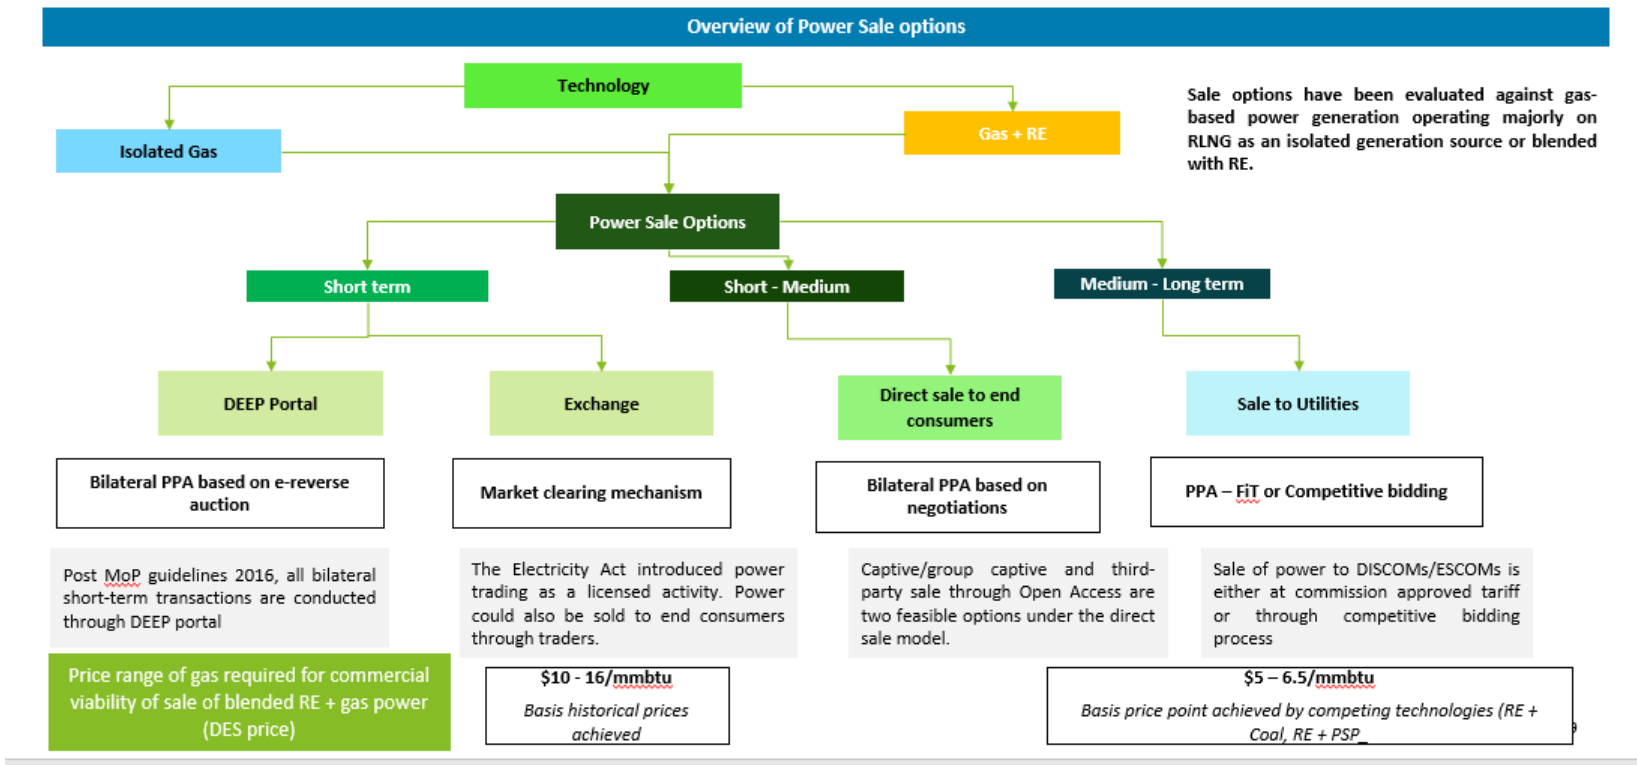 Overview of Power Sale options
Technology
Sale options have been evaluated against gas-
based power generation operating majorly on
RLNG as an isolated generation source or blended
with RE.
Isolated Gas
Gas + RE
Power Sale Options
Short term
Short - Medium
Medium - Long term
DEEP Portal
Exchange
Direct sale to end
consumers
Sale to Utilities
Bilateral PPA based on e-reverse
auction
Market clearing mechanism
Bilateral PPA based on
negotiations
PPA – FiT or Competitive bidding
Post MoP guidelines 2016, all bilateral
short-term transactions are conducted
through DEEP portal
The Electricity Act introduced power
trading as a licensed activity. Power
could also be sold to end consumers
through traders.
Captive/group captive and third-
party sale through Open Access are
two feasible options under the direct
sale model.
Sale of power to DISCOMs/ESCOMs is
either at commission approved tariff
or through competitive bidding
process
Price range of gas required for commercial
viability of sale of blended RE + gas power
(DES price)
$10 - 16/mmbtu
Basis historical prices
achieved
$5 – 6.5/mmbtu
Basis price point achieved by competing technologies (RE +
Coal, RE + PSP_